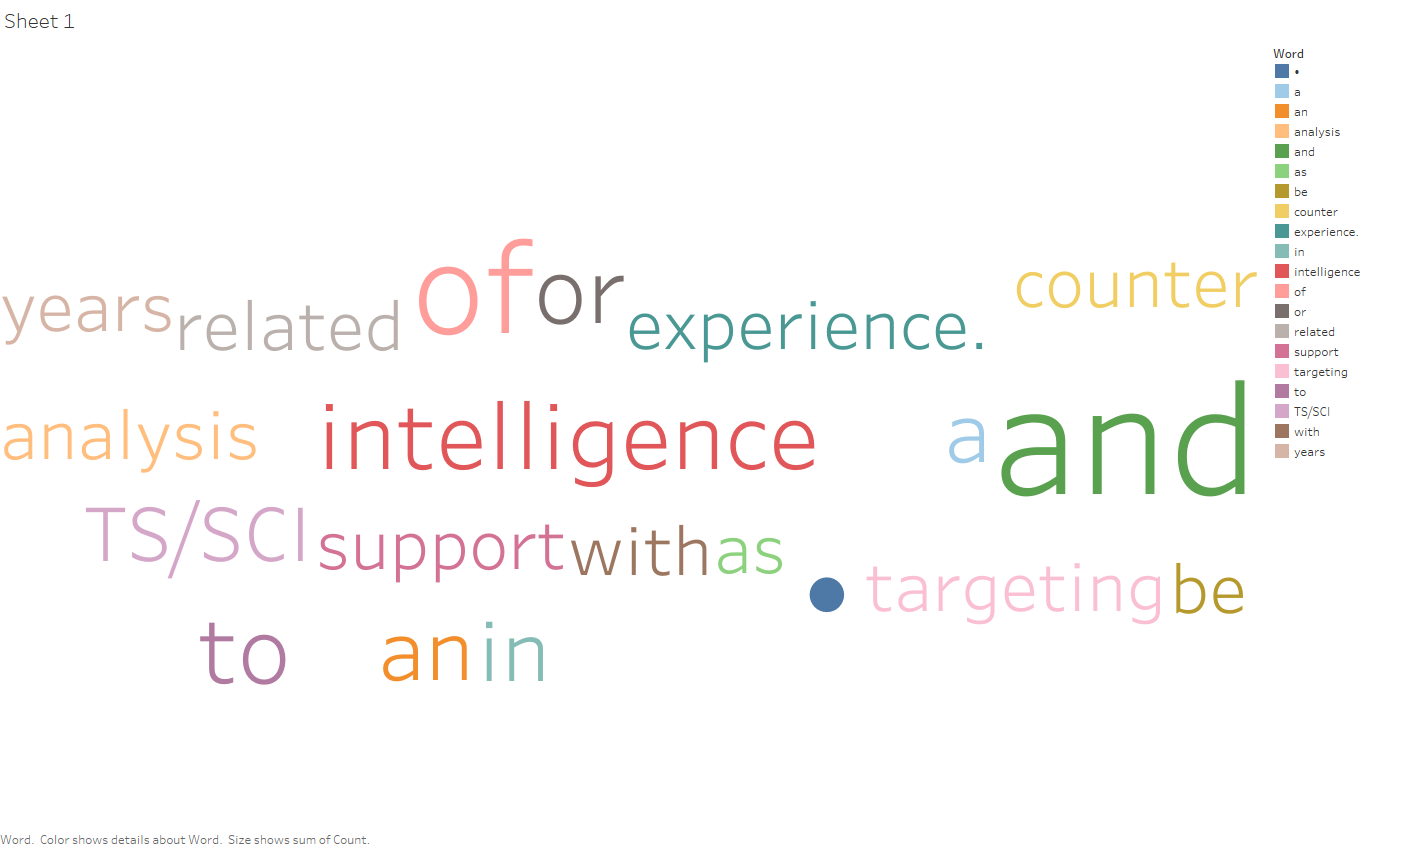 Sheet 1
years related of or experience. counter
analysis intelligence a and
TS/SCI support with as • targeting be
to an in
Word
•
a
an
analysis
and
as
be
counter
experience.
in
intelligence
of
or
related
support
targeting
to
TS/SCI
with
years
Word. Color shows details about Word. Size shows sum of Count.